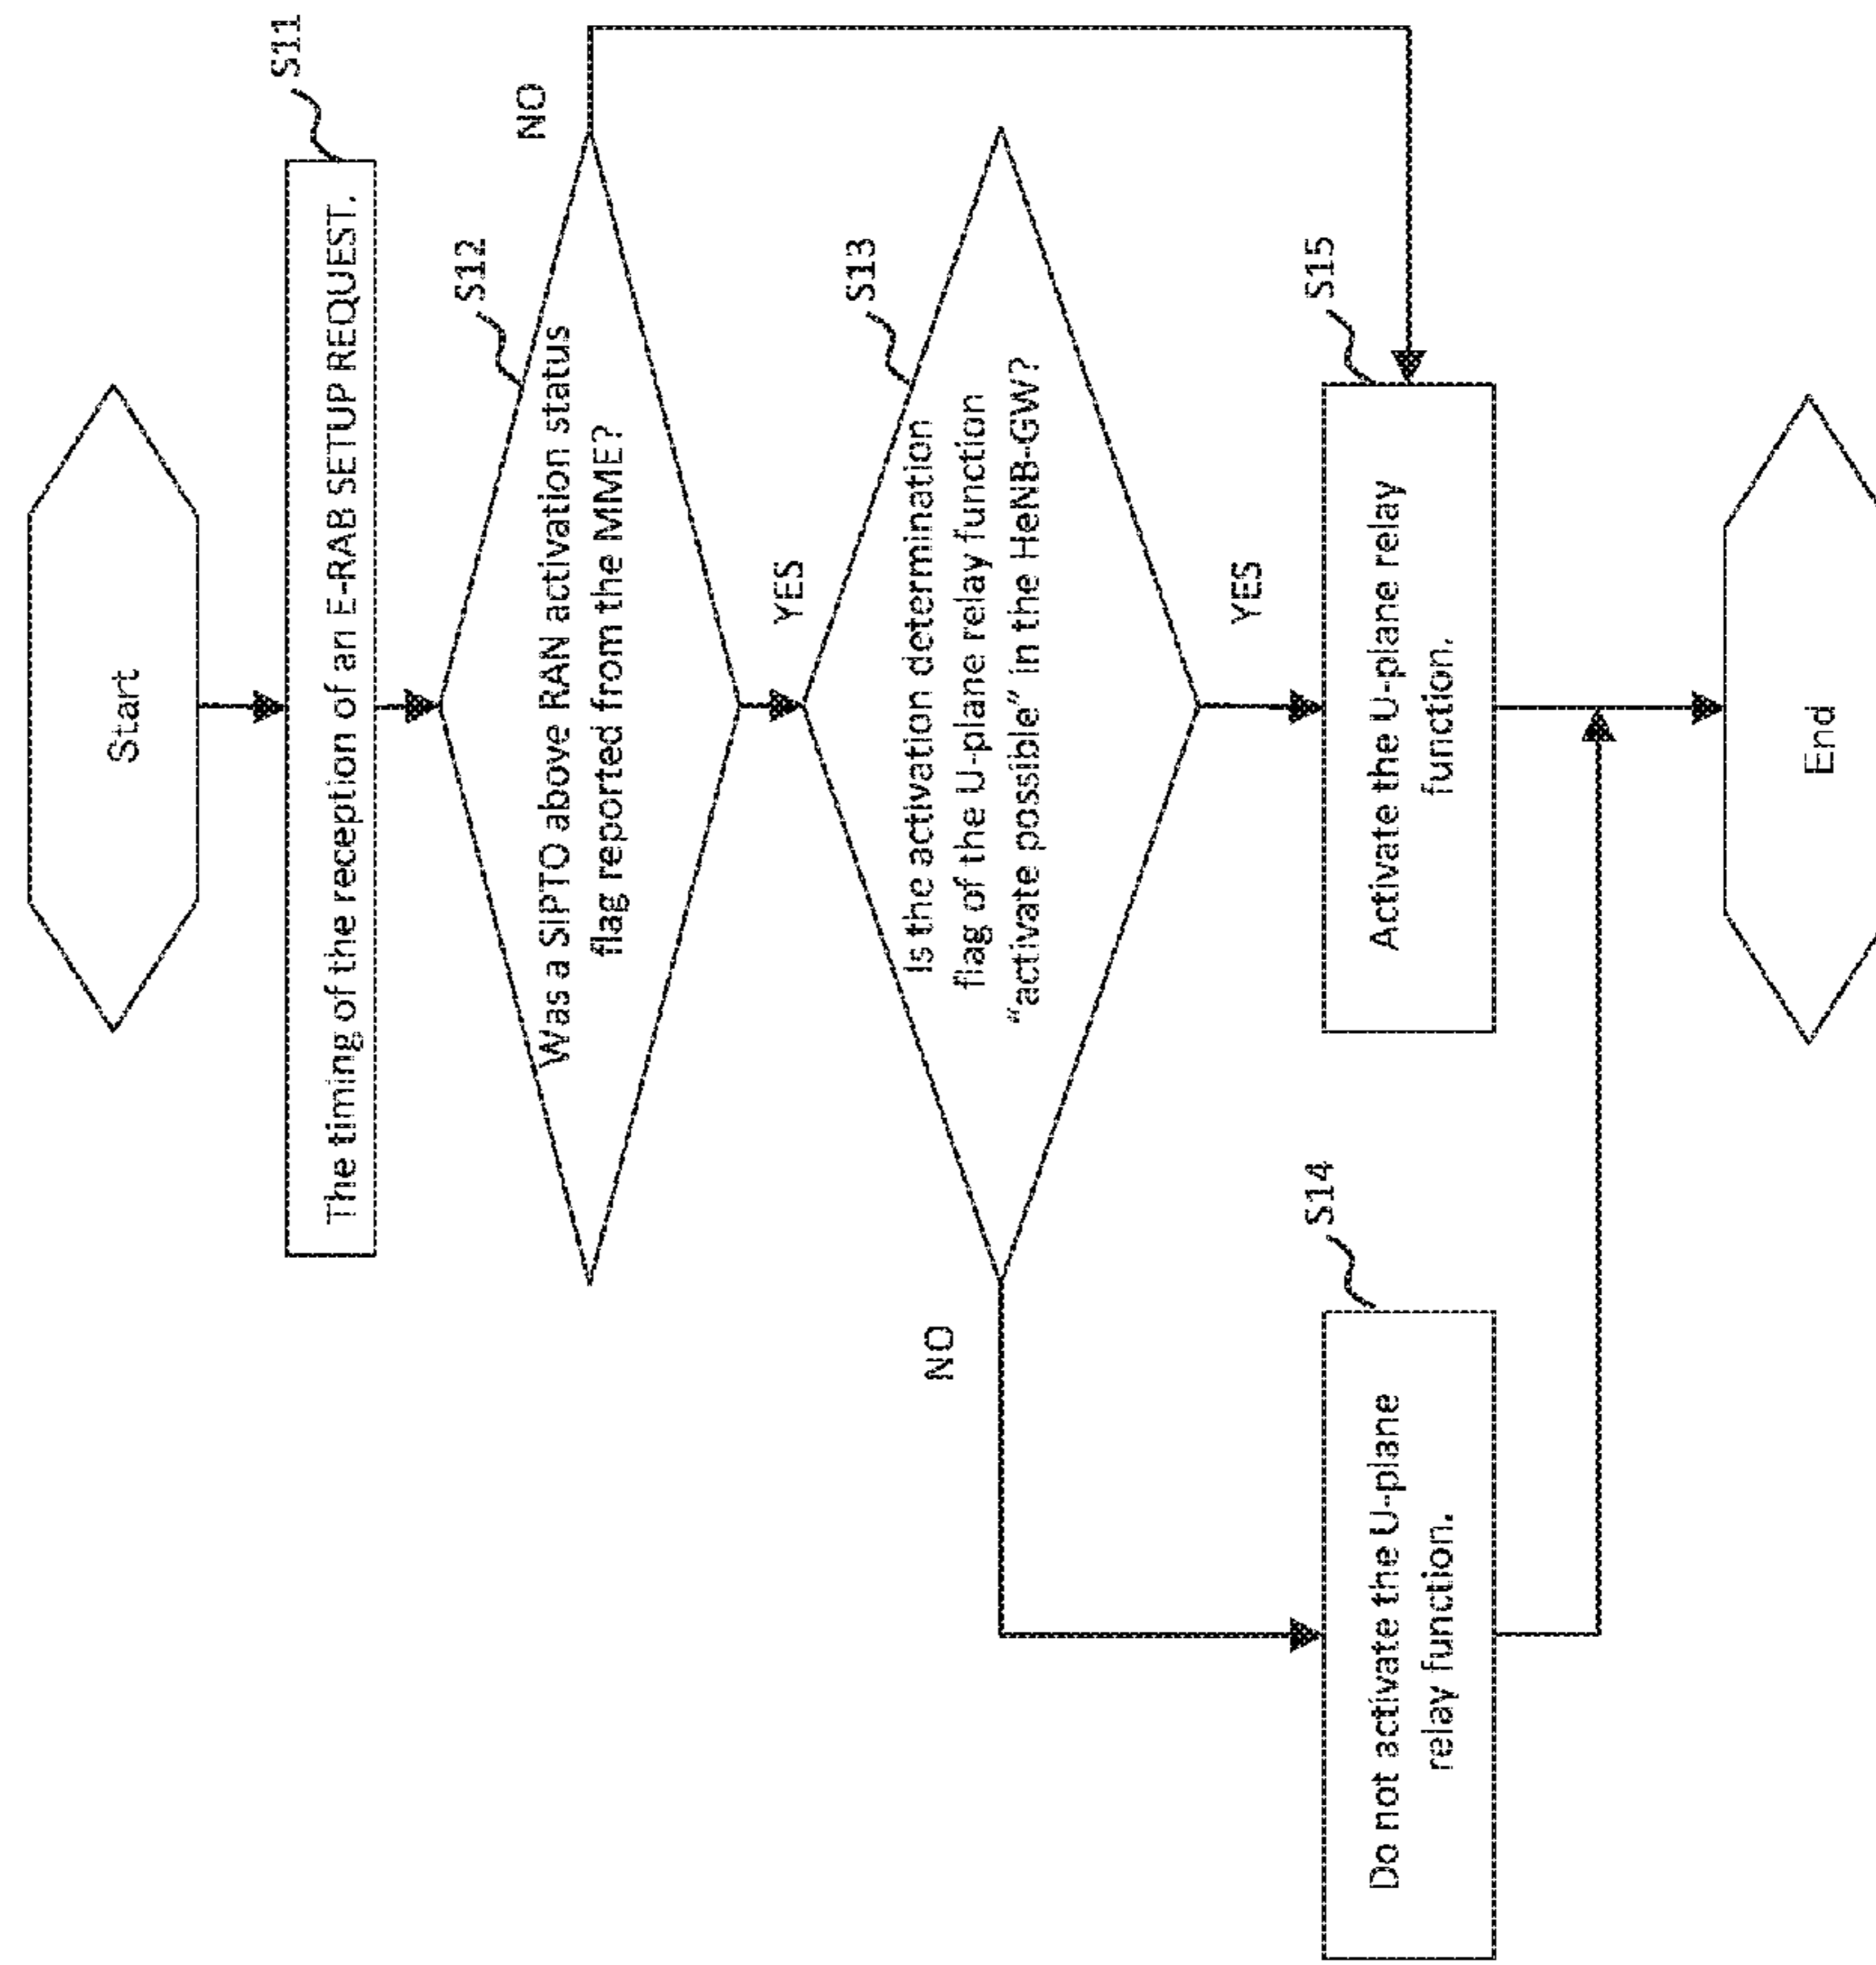 Start
S11
The timing of the reception of an E-RAB SETUP REQUEST.
S12
Was a SIPTO above RAN activation status
flag reported from the MME?
NO
YES
S13
Is the activation determination
flag of the U-plane relay function
"activate possible" in the HeNB-GW?
NO
YES
S14
Do not activate the U-plane
relay function.
S15
Activate the U-plane relay
function.
End